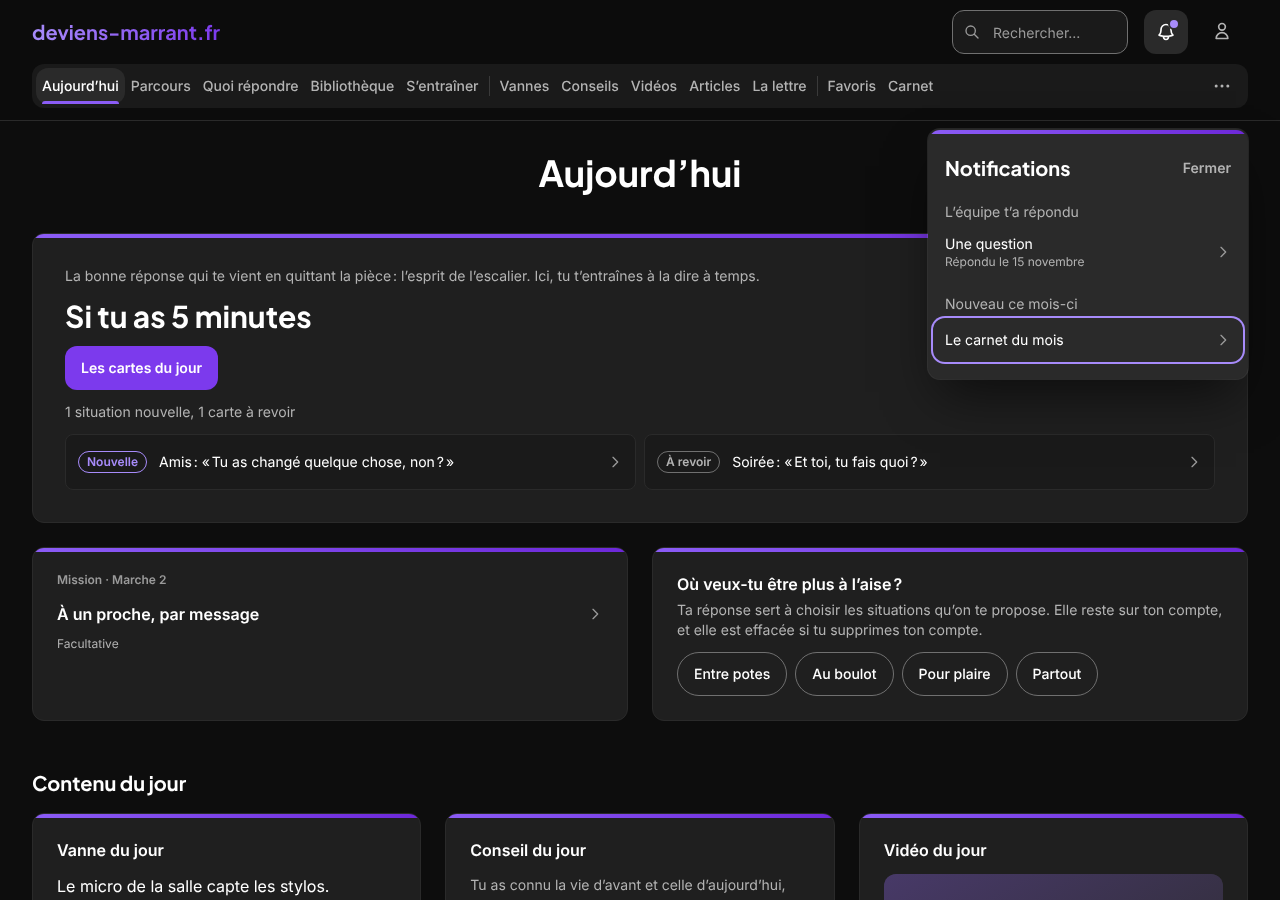 deviens-marrant.fr
Rechercher…
Aujourd’hui Parcours Quoi répondre Bibliothèque S’entraîner Vannes Conseils Vidéos Articles La lettre Favoris Carnet
Aujourd’hui
Notifications
Fermer
L’équipe t’a répondu
Une question
Répondu le 15 novembre
Nouveau ce mois-ci
Le carnet du mois
La bonne réponse qui te vient en quittant la pièce : l’esprit de l’escalier. Ici, tu t’entraînes à la dire à temps.
Si tu as 5 minutes
Les cartes du jour
1 situation nouvelle, 1 carte à revoir
Nouvelle Amis : « Tu as changé quelque chose, non ? »
À revoir Soirée : « Et toi, tu fais quoi ? »
Mission · Marche 2
À un proche, par message
Facultative
Où veux-tu être plus à l’aise ?
Ta réponse sert à choisir les situations qu’on te propose. Elle reste sur ton compte,
et elle est effacée si tu supprimes ton compte.
Entre potes Au boulot Pour plaire Partout
Contenu du jour
Vanne du jour
Le micro de la salle capte les stylos.
Conseil du jour
Tu as connu la vie d’avant et celle d’aujourd’hui,
Vidéo du jour